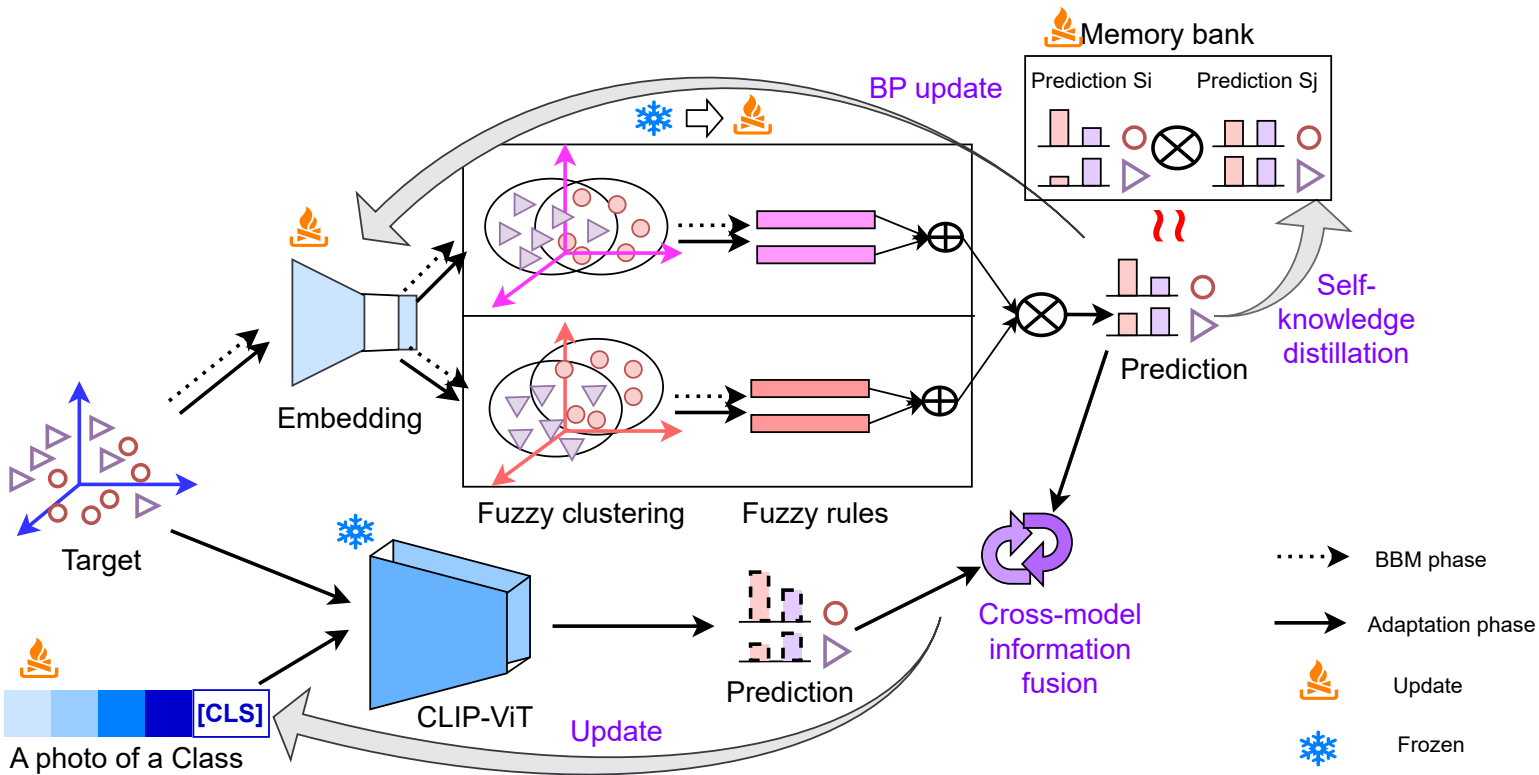 Memory bank
Prediction Si
Prediction Sj
BP update
Self-
knowledge
distillation
Prediction
Embedding
Fuzzy clustering
Fuzzy rules
Target
BBM phase
Cross-model
information
fusion
Adaptation phase
Prediction
Update
[CLS]
CLIP-ViT
Update
A photo of a Class
Frozen